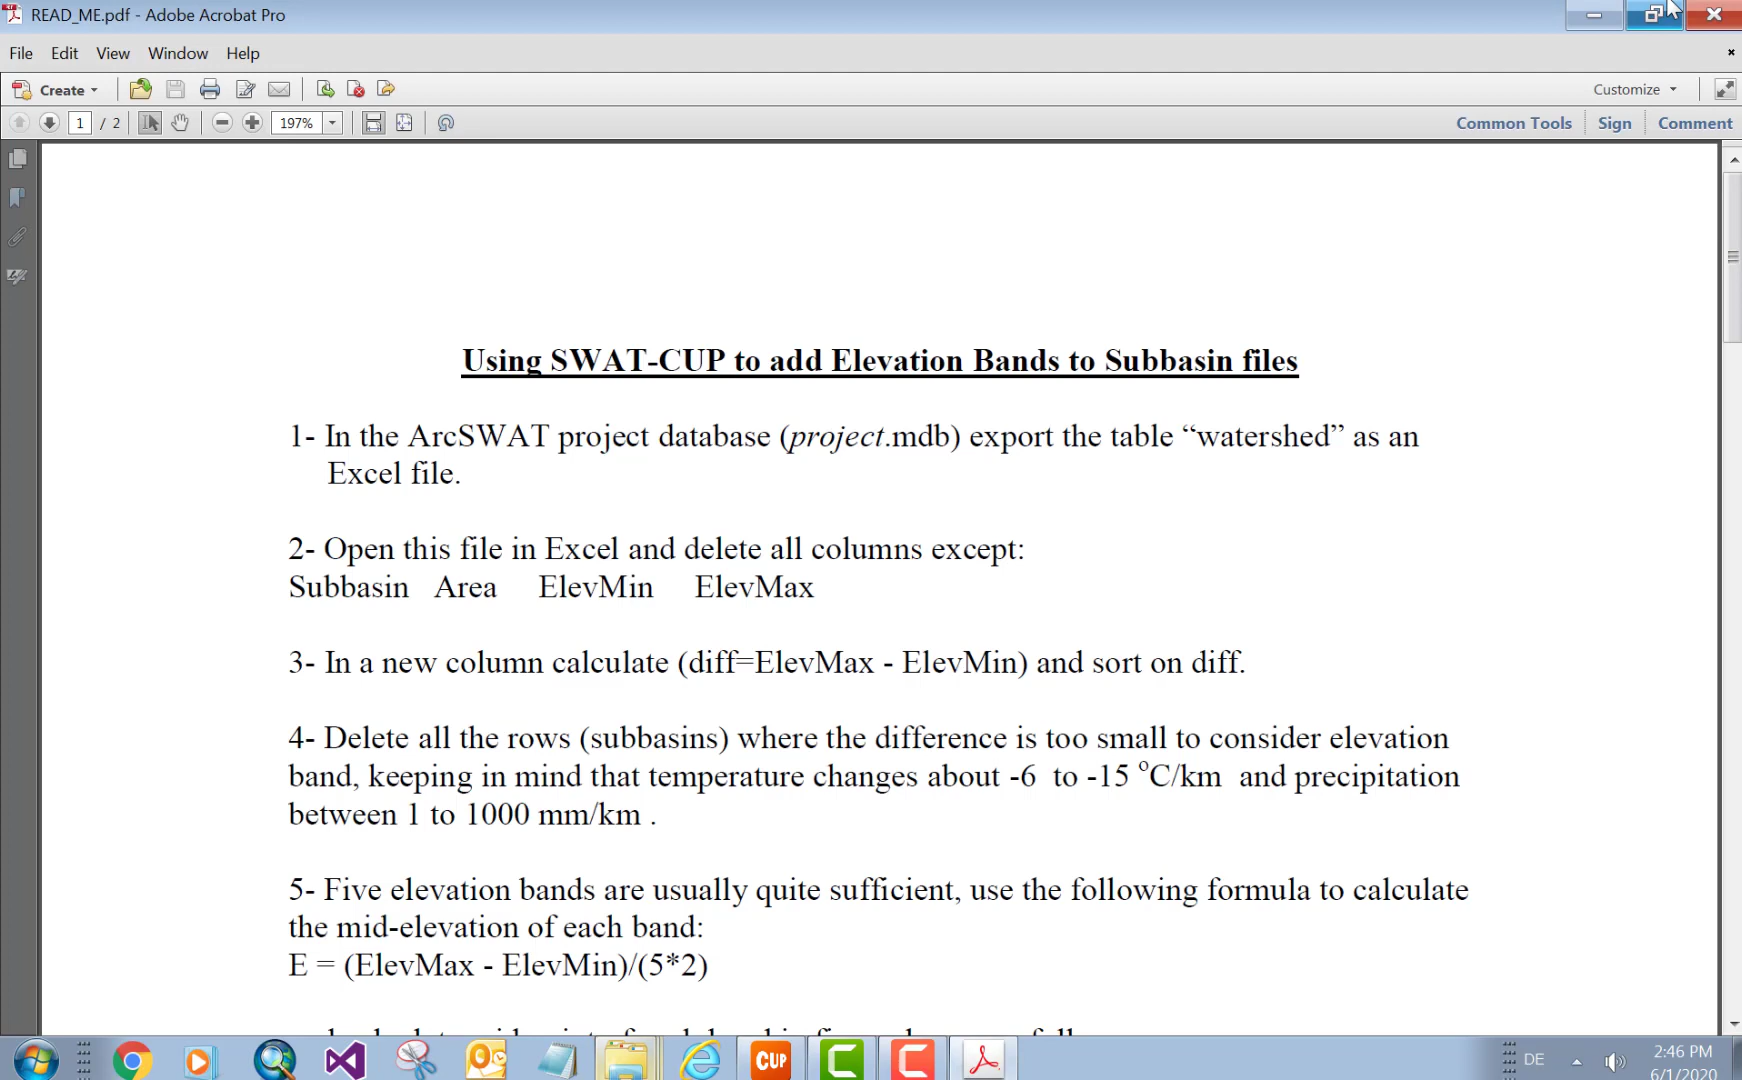 READ_ME.pdf - Adobe Acrobat Pro
File Edit View Window Help
Create Customize
1 / 2 197% Common Tools Sign Comment
Using SWAT-CUP to add Elevation Bands to Subbasin files
1- In the ArcSWAT project database (project.mdb) export the table “watershed” as an
Excel file.
2- Open this file in Excel and delete all columns except:
Subbasin Area ElevMin ElevMax
3- In a new column calculate (diff=ElevMax - ElevMin) and sort on diff.
4- Delete all the rows (subbasins) where the difference is too small to consider elevation
band, keeping in mind that temperature changes about -6 to -15 °C/km and precipitation
between 1 to 1000 mm/km .
5- Five elevation bands are usually quite sufficient, use the following formula to calculate
the mid-elevation of each band:
E = (ElevMax - ElevMin)/(5*2)
CUP DE 2:46 PM
6/1/2020